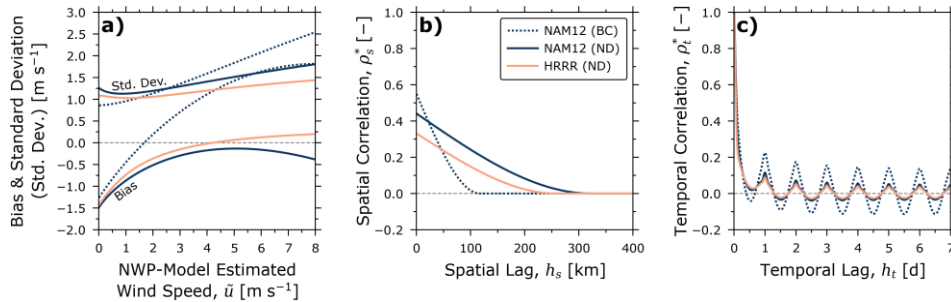 a)
Bias & Standard Deviation
(Std. Dev.) [m s⁻¹]
3.0
2.5
2.0
1.5
1.0
0.5
0.0
−0.5
−1.0
−1.5
−2.0
Std. Dev.
Bias
0 1 2 3 4 5 6 7 8
NWP-Model Estimated
Wind Speed, ũ [m s⁻¹]
b)
Spatial Correlation, ρ*ₛ [−]
1.0
0.8
0.6
0.4
0.2
0.0
−0.2
NAM12 (BC)
NAM12 (ND)
HRRR (ND)
0 100 200 300 400
Spatial Lag, hₛ [km]
c)
Temporal Correlation, ρ*ₜ [−]
1.0
0.8
0.6
0.4
0.2
0.0
−0.2
0 1 2 3 4 5 6 7
Temporal Lag, hₜ [d]